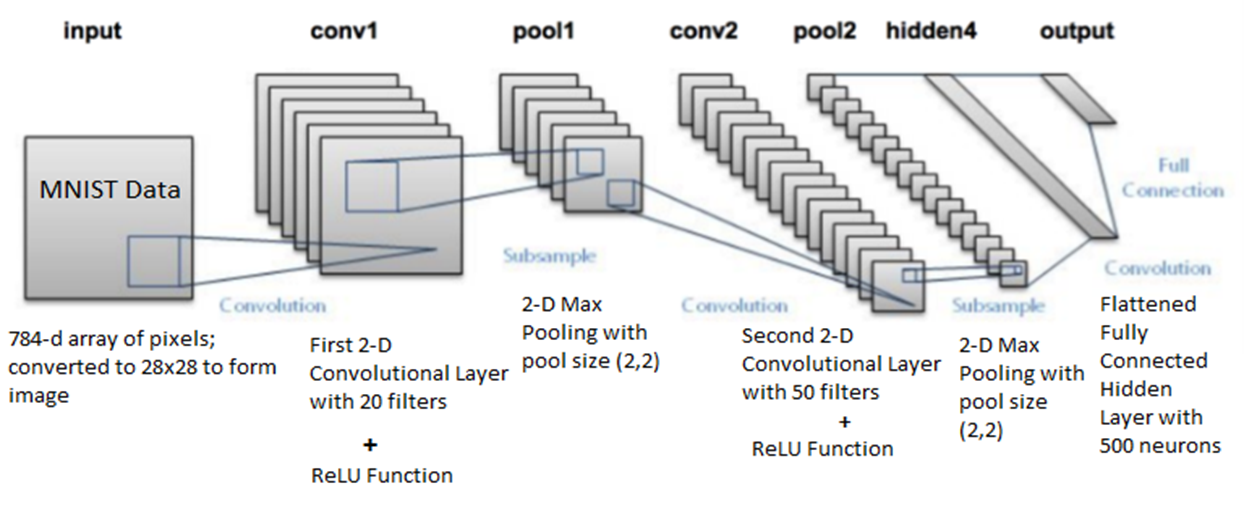 input conv1 pool1 conv2 pool2 hidden4 output
MNIST Data
Full
Connection
Subsample
Convolution
Convolution
Convolution
Subsample
784-d array of pixels;
converted to 28x28 to form
image
First 2-D
Convolutional Layer
with 20 filters
+
ReLU Function
2-D Max
Pooling with
pool size (2,2)
Second 2-D
Convolutional Layer
with 50 filters
+
ReLU Function
2-D Max
Pooling with
pool size
(2,2)
Flattened
Fully
Connected
Hidden
Layer with
500 neurons